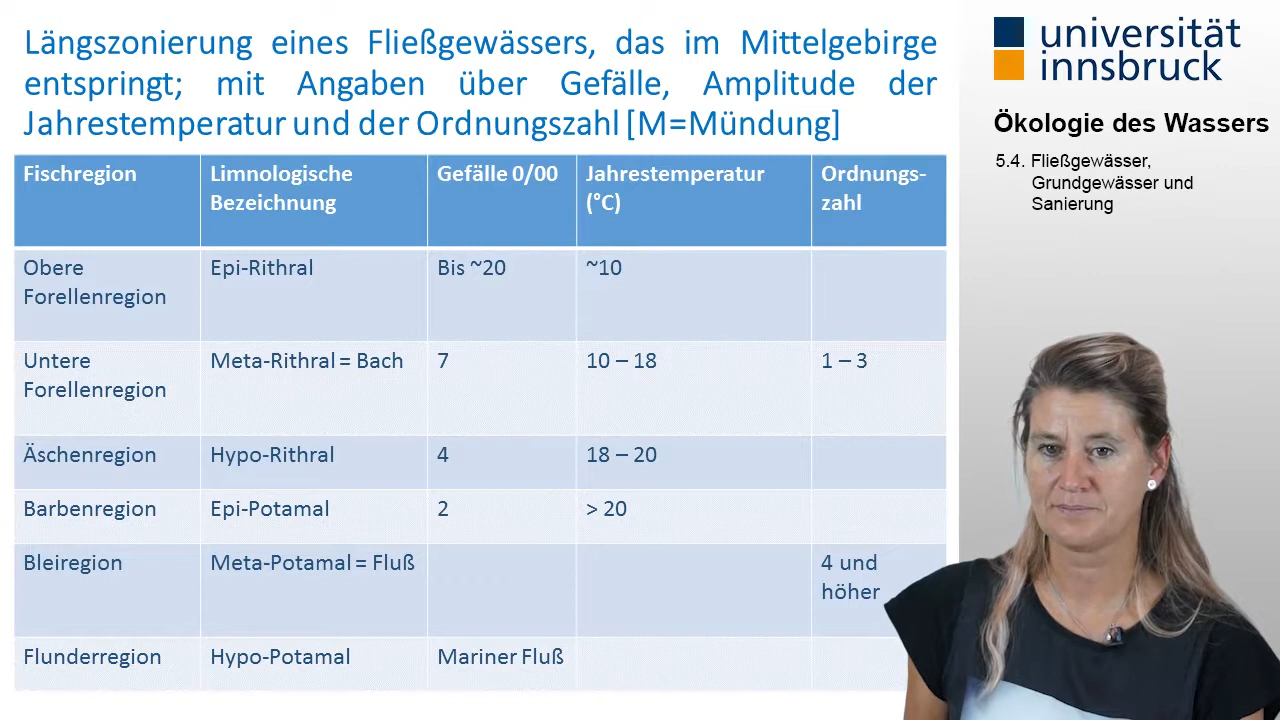 Längszonierung eines Fließgewässers, das im Mittelgebirge
entspringt; mit Angaben über Gefälle, Amplitude der
Jahrestemperatur und der Ordnungszahl [M=Mündung]
Fischregion
Limnologische
Bezeichnung
Gefälle 0/00
Jahrestemperatur
(°C)
Ordnungs-
zahl
Obere
Forellenregion
Epi-Rithral
Bis ~20
~10
Untere
Forellenregion
Meta-Rithral = Bach
7
10 – 18
1 – 3
Äschenregion
Hypo-Rithral
4
18 – 20
Barbenregion
Epi-Potamal
2
> 20
Bleiregion
Meta-Potamal = Fluß
4 und
höher
Flunderregion
Hypo-Potamal
Mariner Fluß
universität
innsbruck
Ökologie des Wassers
5.4. Fließgewässer,
Grundgewässer und
Sanierung